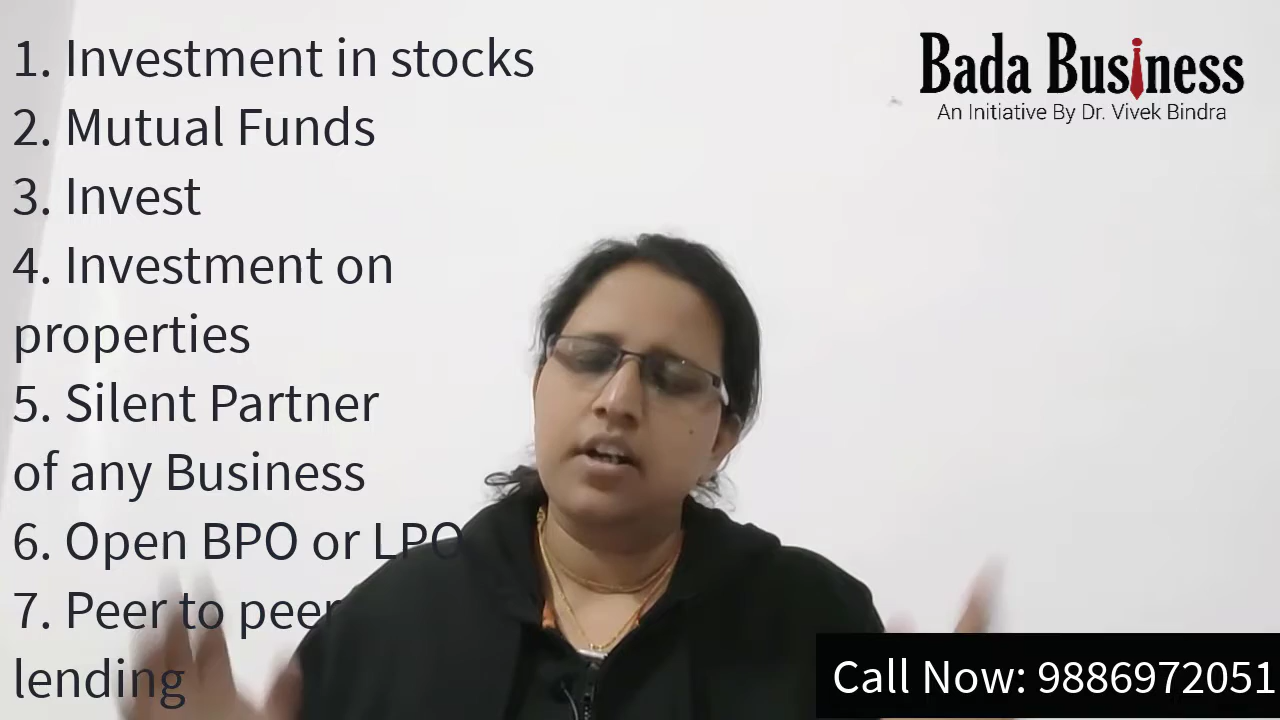 1. Investment in stocks
2. Mutual Funds
3. Invest
4. Investment on
properties
5. Silent Partner
of any Business
6. Open BPO or LPO
7. Peer to peer
lending
Bada Business
An Initiative By Dr. Vivek Bindra
Call Now: 9886972051